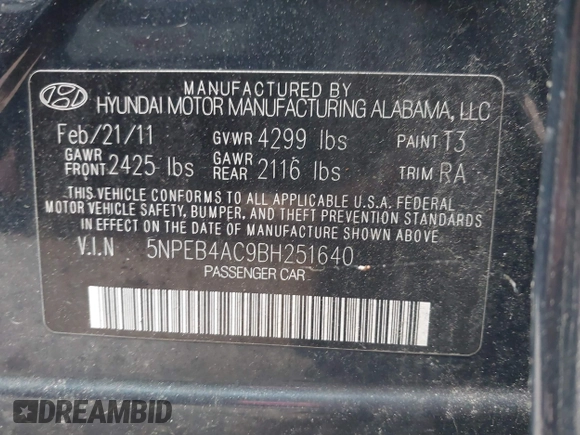 MANUFACTURED BY
HYUNDAI MOTOR MANUFACTURING ALABAMA, LLC
Feb/21/11 GVWR 4299 lbs PAINT T3
GAWR FRONT 2425 lbs GAWR REAR 2116 lbs TRIM RA
THIS VEHICLE CONFORMS TO ALL APPLICABLE U.S.A. FEDERAL
MOTOR VEHICLE SAFETY, BUMPER, AND THEFT PREVENTION STANDARDS
IN EFFECT ON THE DATE OF MANUFACTURE SHOWN ABOVE
V.I.N 5NPEB4AC9BH251640
PASSENGER CAR
DREAMBID